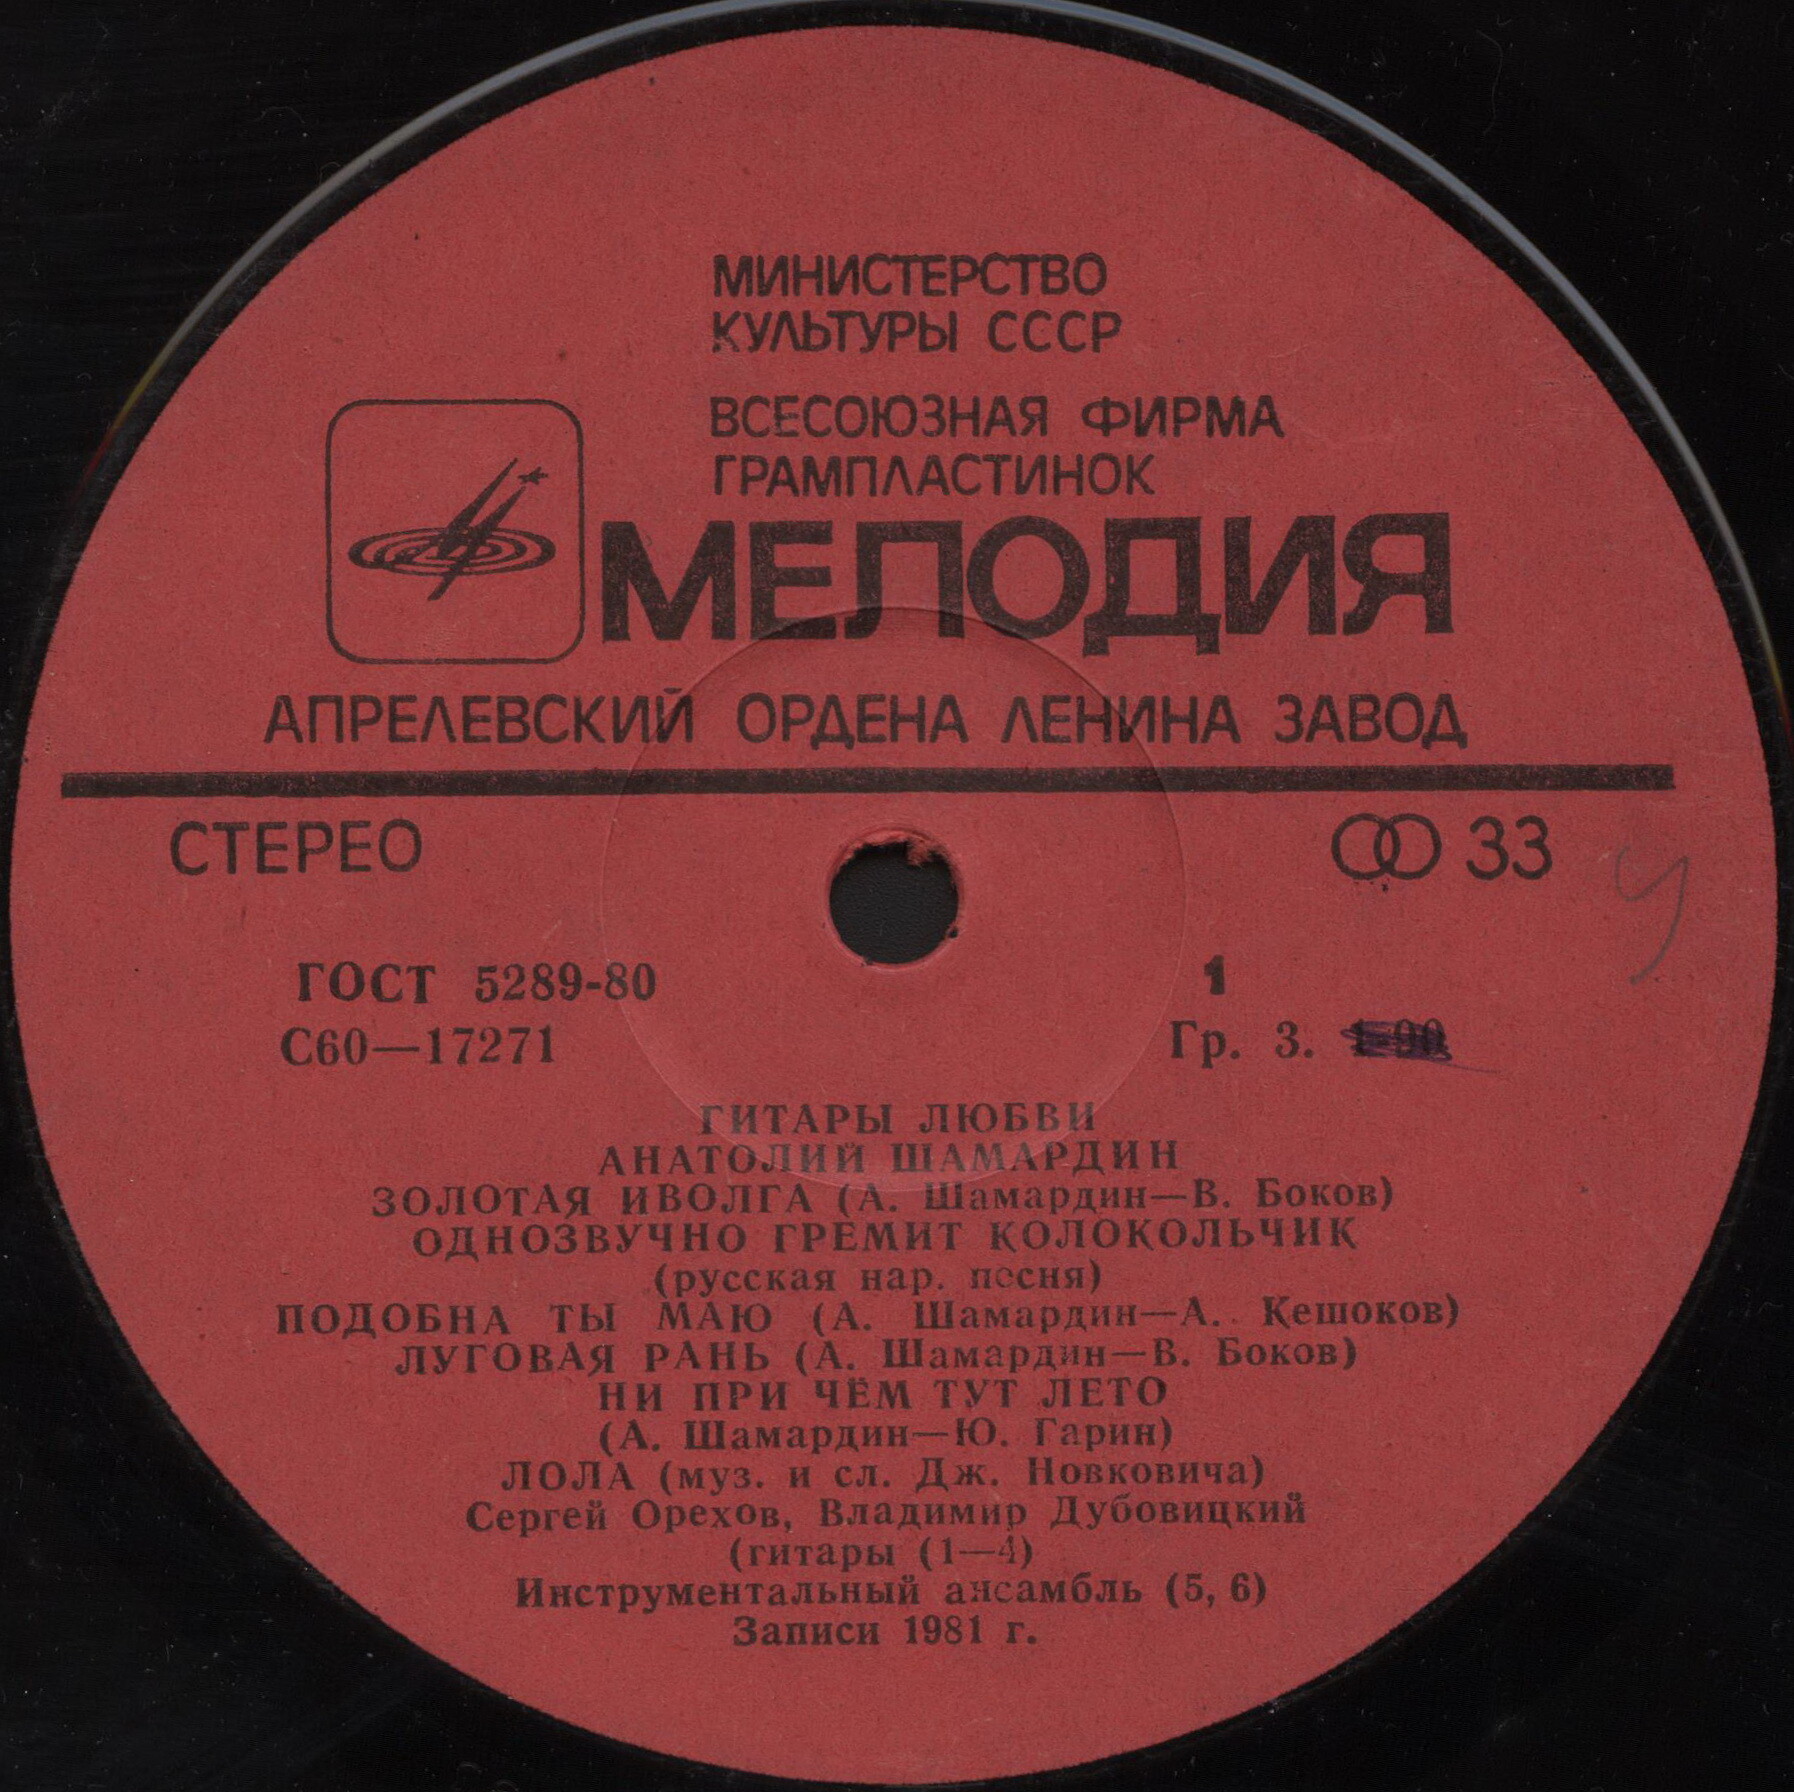 МИНИСТЕРСТВО
КУЛЬТУРЫ СССР
ВСЕСОЮЗНАЯ ФИРМА
ГРАМПЛАСТИНОК
МЕЛОДИЯ
АПРЕЛЕВСКИЙ ОРДЕНА ЛЕНИНА ЗАВОД
СТЕРЕО 33
ГОСТ 5289-80 1
С60—17271 Гр. 3.
ГИТАРЫ ЛЮБВИ
АНАТОЛИЙ ШАМАРДИН
ЗОЛОТАЯ ИВОЛГА (А. Шамардин—В. Боков)
ОДНОЗВУЧНО ГРЕМИТ КОЛОКОЛЬЧИК
(русская нар. песня)
ПОДОБНА ТЫ МАЮ (А. Шамардин—А. Кешоков)
ЛУГОВАЯ РАНЬ (А. Шамардин—В. Боков)
НИ ПРИ ЧЁМ ТУТ ЛЕТО
(А. Шамардин—Ю. Гарин)
ЛОЛА (муз. и сл. Дж. Новковича)
Сергей Орехов, Владимир Дубовицкий
(гитары (1—4)
Инструментальный ансамбль (5, 6)
Записи 1981 г.